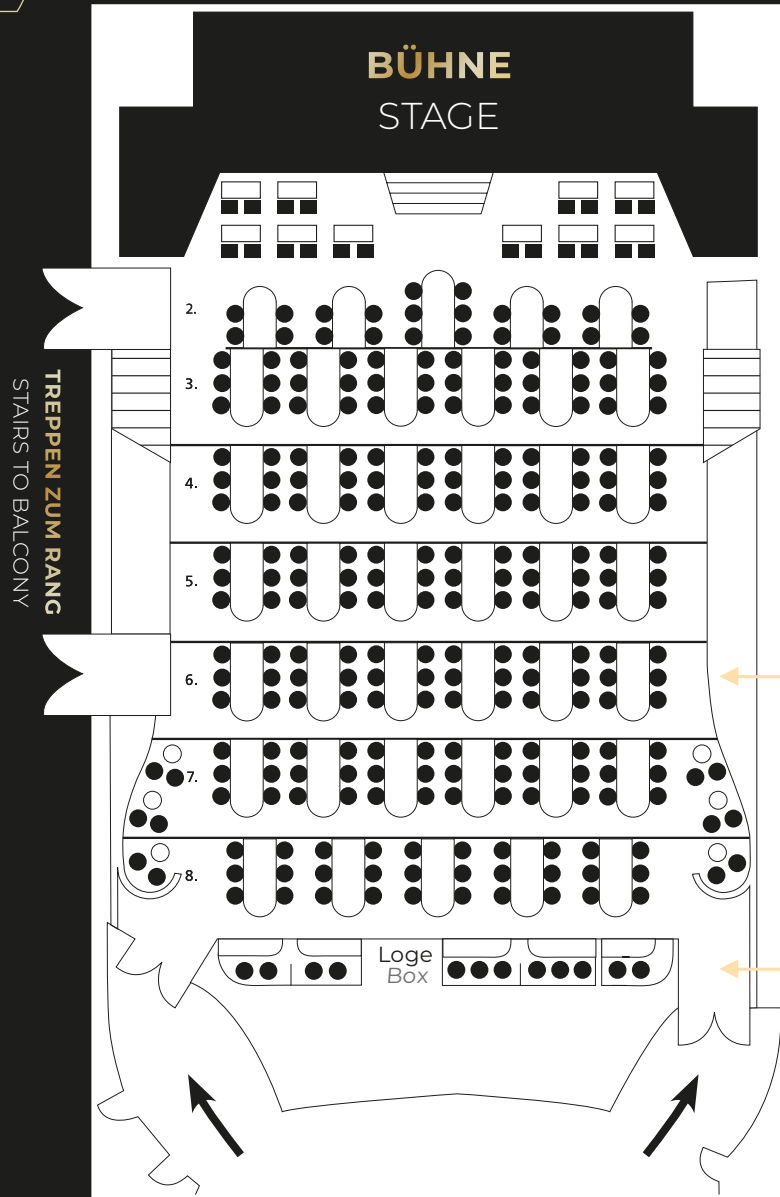 BÜHNE
STAGE
TREPPEN ZUM RANG
STAIRS TO BALCONY
2.
3.
4.
5.
6.
7.
8.
Loge
Box